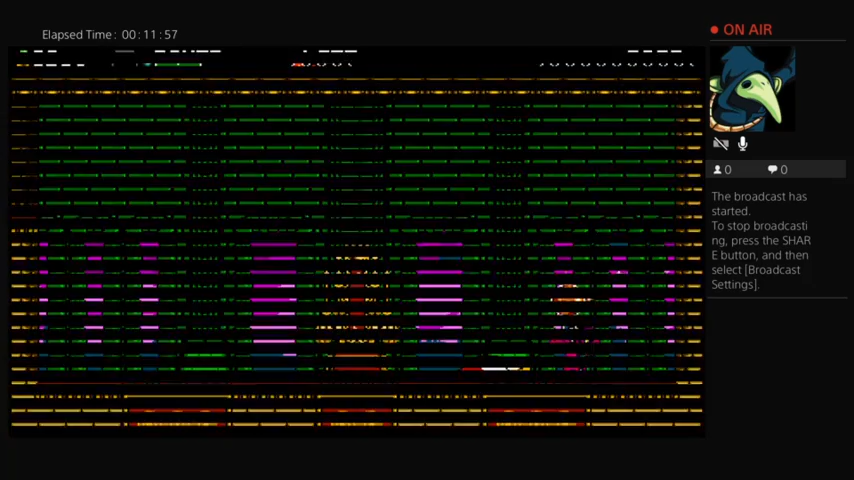 Elapsed Time: 00:11:57
ON AIR
0 0
The broadcast has
started.
To stop broadcasti
ng, press the SHAR
E button, and then
select [Broadcast
Settings].